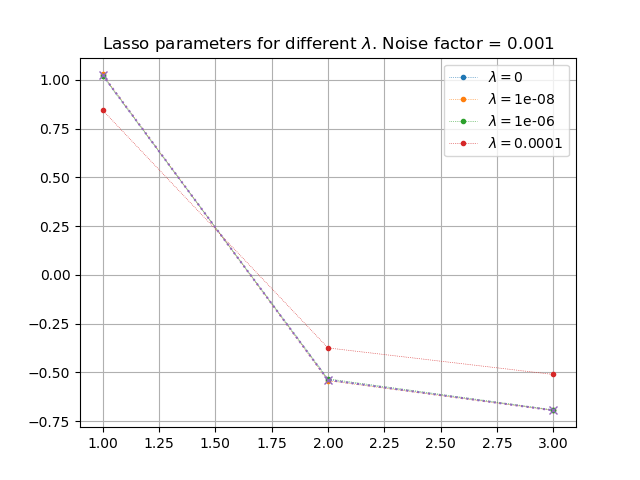 Lasso parameters for different λ. Noise factor = 0.001
1.00
0.75
0.50
0.25
0.00
−0.25
−0.50
−0.75
λ = 0
λ = 1e-08
λ = 1e-06
λ = 0.0001
1.00 1.25 1.50 1.75 2.00 2.25 2.50 2.75 3.00